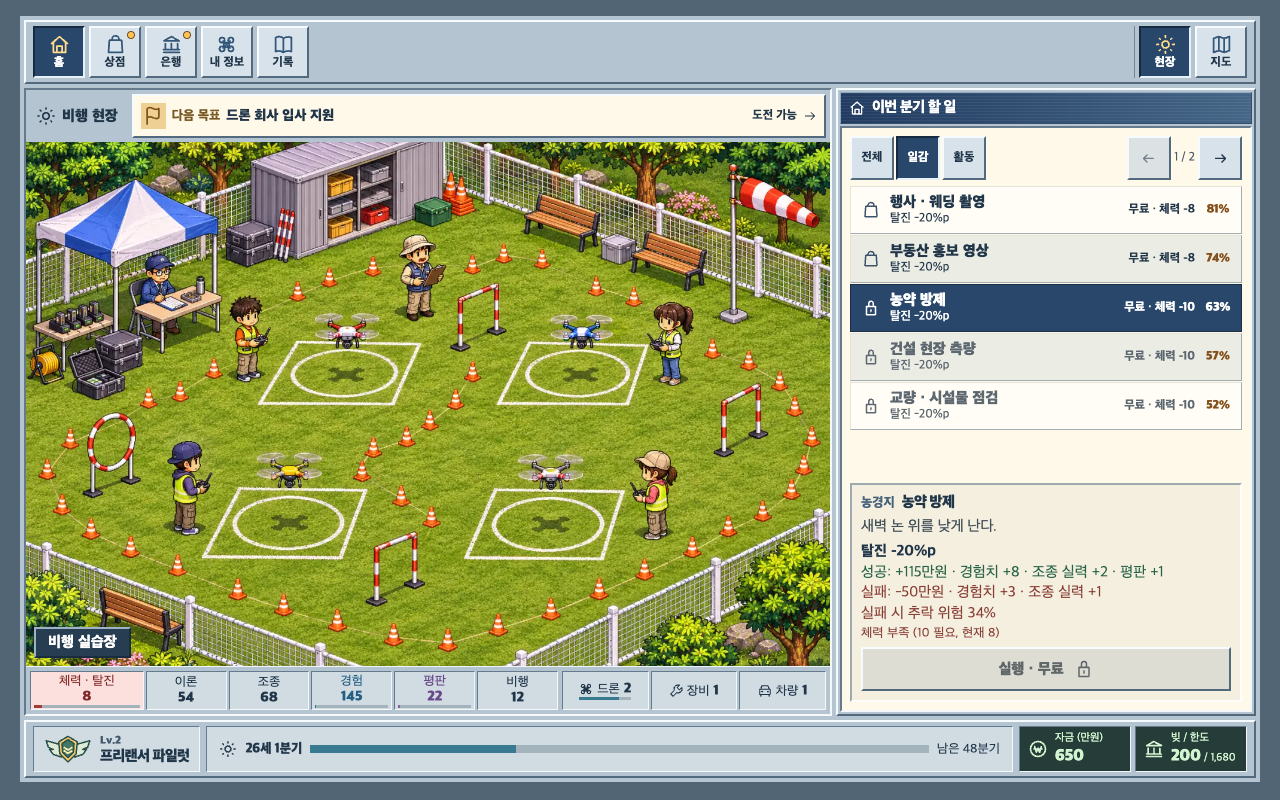 홈
상점
은행
내 정보
기록
현장
지도
비행 현장
다음 목표 드론 회사 입사 지원
도전 가능 →
이번 분기 할 일
전체
일감
활동
← 1 / 2 →
행사 · 웨딩 촬영
탈진 -20%p
무료 · 체력 -8 81%
부동산 홍보 영상
탈진 -20%p
무료 · 체력 -8 74%
농약 방제
탈진 -20%p
무료 · 체력 -10 63%
건설 현장 측량
탈진 -20%p
무료 · 체력 -10 57%
교량 · 시설물 점검
탈진 -20%p
무료 · 체력 -10 52%
농경지 농약 방제
새벽 논 위를 낮게 난다.
탈진 -20%p
성공: +115만원 · 경험치 +8 · 조종 실력 +2 · 평판 +1
실패: -50만원 · 경험치 +3 · 조종 실력 +1
실패 시 추락 위험 34%
체력 부족 (10 필요, 현재 8)
실행 · 무료
비행 실습장
체력 · 탈진
8
이론
54
조종
68
경험
145
평판
22
비행
12
드론 2
장비 1
차량 1
Lv.2
프리랜서 파일럿
26세 1분기
남은 48분기
자금 (만원)
650
빚 / 한도
200 / 1,680